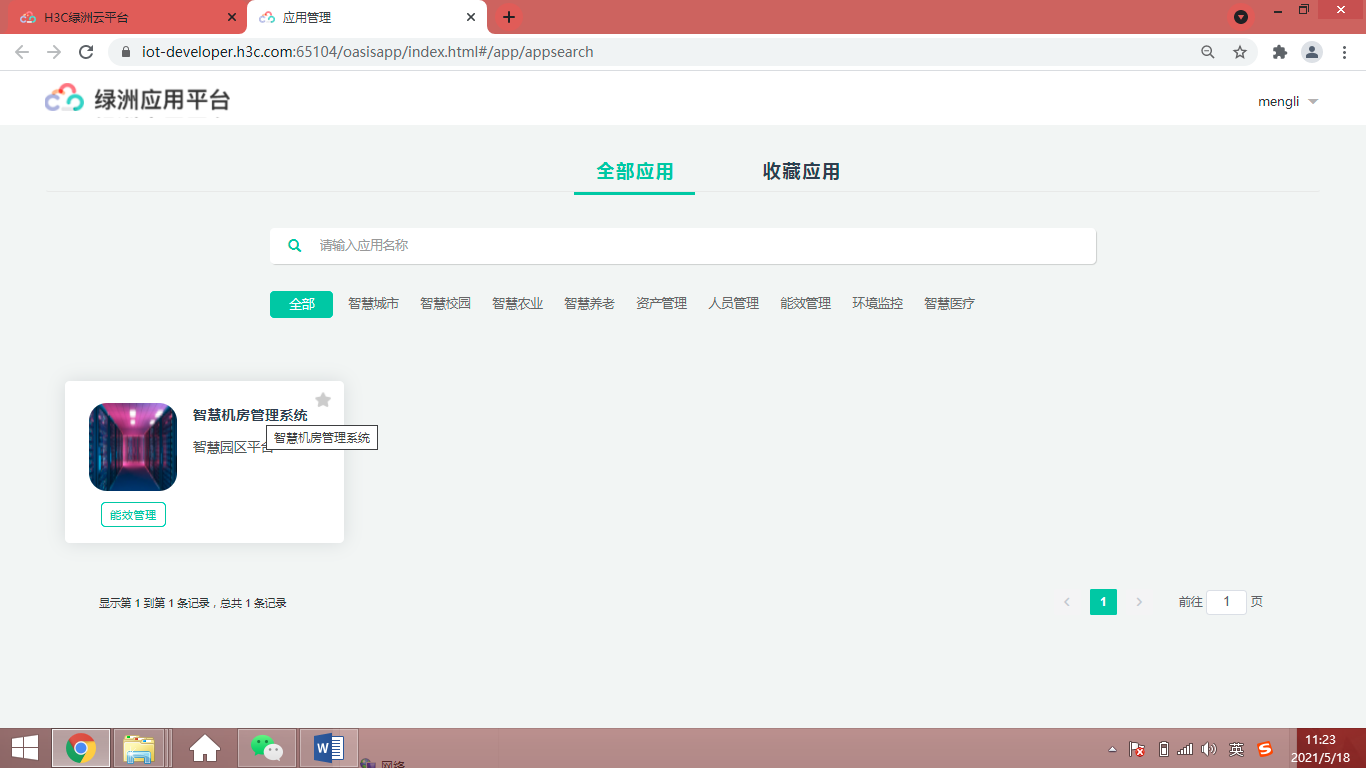 H3C绿洲云平台
应用管理
iot-developer.h3c.com:65104/oasisapp/index.html#/app/appsearch
绿洲应用平台
mengli
全部应用 收藏应用
请输入应用名称
全部 智慧城市 智慧校园 智慧农业 智慧养老 资产管理 人员管理 能效管理 环境监控 智慧医疗
智慧机房管理系统
智慧机房管理系统
智慧园区平台
能效管理
显示第 1 到第 1 条记录，总共 1 条记录
1
前往 1 页
网络
英
11:23
2021/5/18